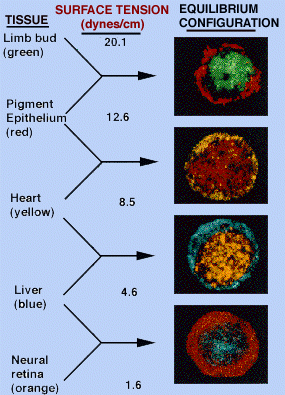 TISSUE
SURFACE TENSION
(dynes/cm)
EQUILIBRIUM
CONFIGURATION
Limb bud
(green)
20.1
Pigment
Epithelium
(red)
12.6
Heart
(yellow)
8.5
Liver
(blue)
4.6
Neural
retina
(orange)
1.6